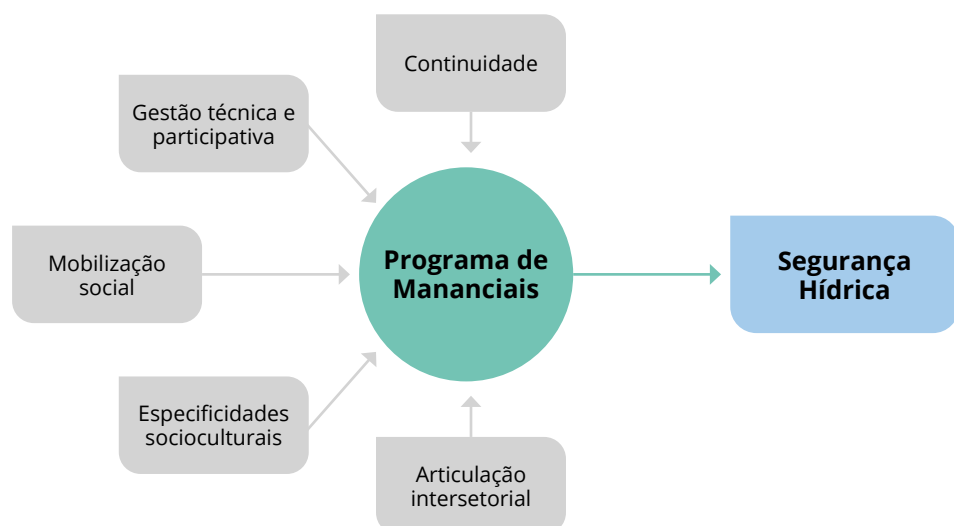 Continuidade
Gestão técnica e
participativa
Mobilização
social
Programa de
Mananciais
Segurança
Hídrica
Especificidades
socioculturais
Articulação
intersetorial